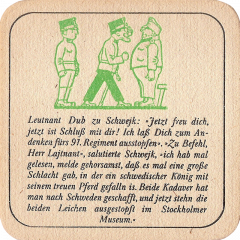 Leutnant Dub zu Schwejk: «Jetzt freu dich,
jetzt ist Schluß mit dir! Ich laß Dich zum An-
denken fürs 91. Regiment ausstopfen». «Zu Befehl,
Herr Lajtnant», salutierte Schwejk, «ich hab mal
gelesen, melde gehorsamst, daß es mal eine große
Schlacht gab, in der ein schwedischer König mit
seinem treuen Pferd gefalln is. Beide Kadaver hat
man nach Schweden geschafft, und jetzt stehn die
beiden Leichen ausgestopft im Stockholmer
Museum.»